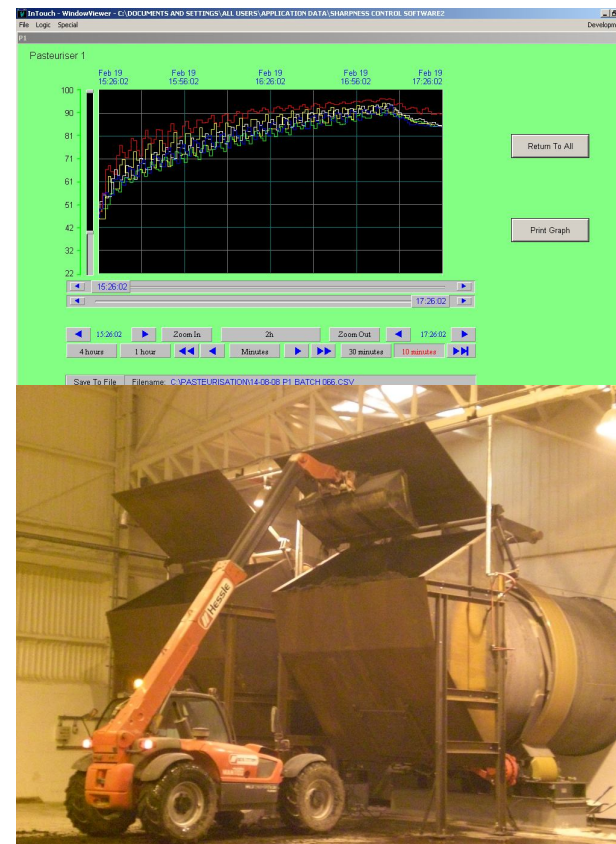 InTouch - WindowViewer - C:\DOCUMENTS AND SETTINGS\ALL USERS\APPLICATION DATA\SHARPNESS CONTROL SOFTWARE2
File Logic Special Developm
P1
Pasteuriser 1
Feb 19 Feb 19 Feb 19 Feb 19 Feb 19
15:26:02 15:56:02 16:26:02 16:56:02 17:26:02
100
90
81
71
61
51
42
32
22
Return To All
Print Graph
15:26:02
17:26:02
15:26:02 Zoom In 2h Zoom Out 17:26:02
4 hours 1 hour Minutes 30 minutes 10 minutes
Save To File Filename: C:\PASTEURISATION\14-08-08 P1 BATCH 066.CSV
Hessle